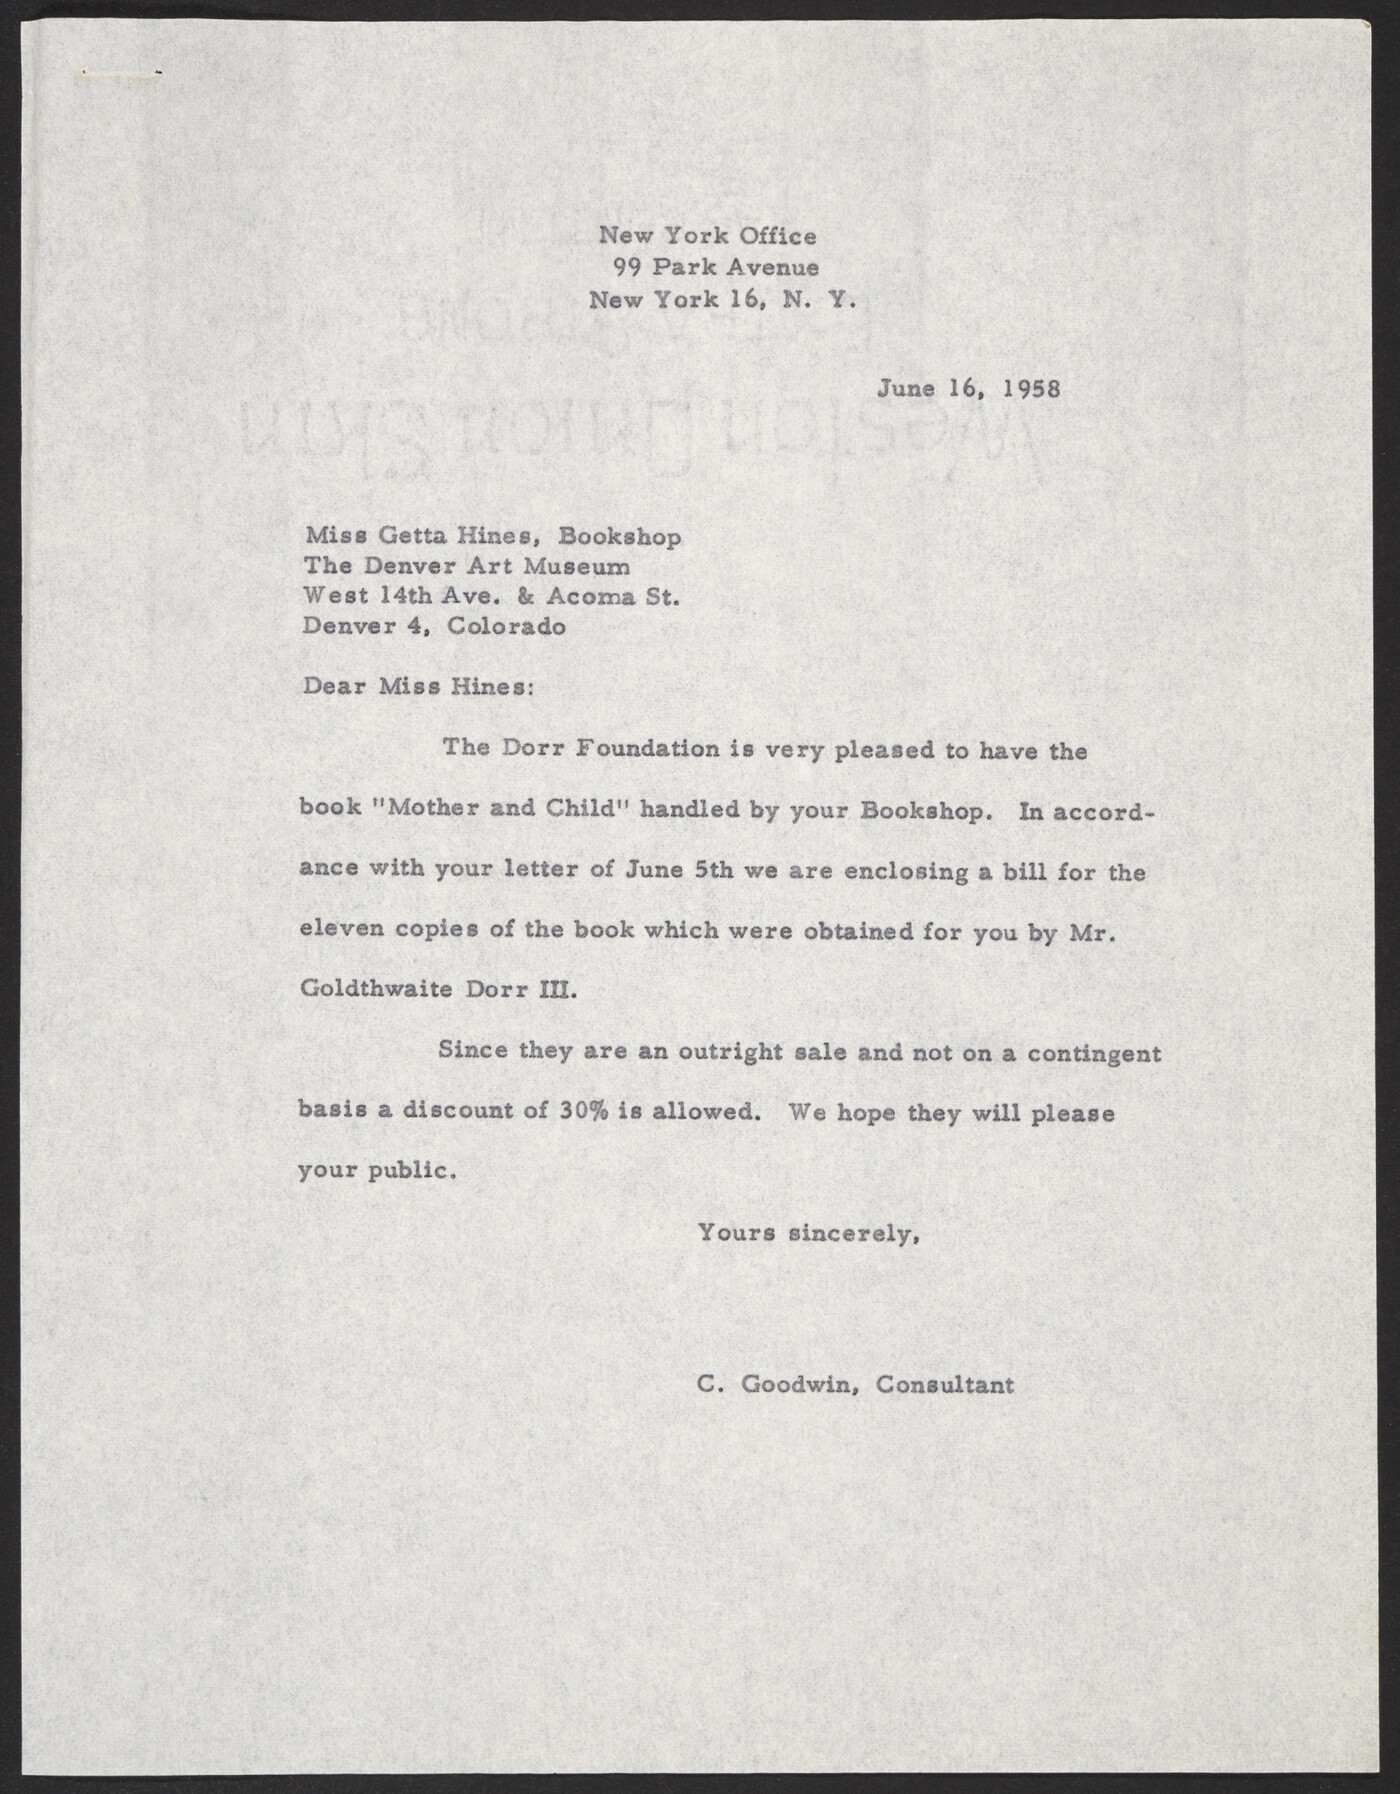 New York Office
99 Park Avenue
New York 16, N. Y.
June 16, 1958
Miss Getta Hines, Bookshop
The Denver Art Museum
West 14th Ave. & Acoma St.
Denver 4, Colorado
Dear Miss Hines:
The Dorr Foundation is very pleased to have the
book "Mother and Child" handled by your Bookshop. In accord-
ance with your letter of June 5th we are enclosing a bill for the
eleven copies of the book which were obtained for you by Mr.
Goldthwaite Dorr III.
Since they are an outright sale and not on a contingent
basis a discount of 30% is allowed. We hope they will please
your public.
Yours sincerely,
C. Goodwin, Consultant